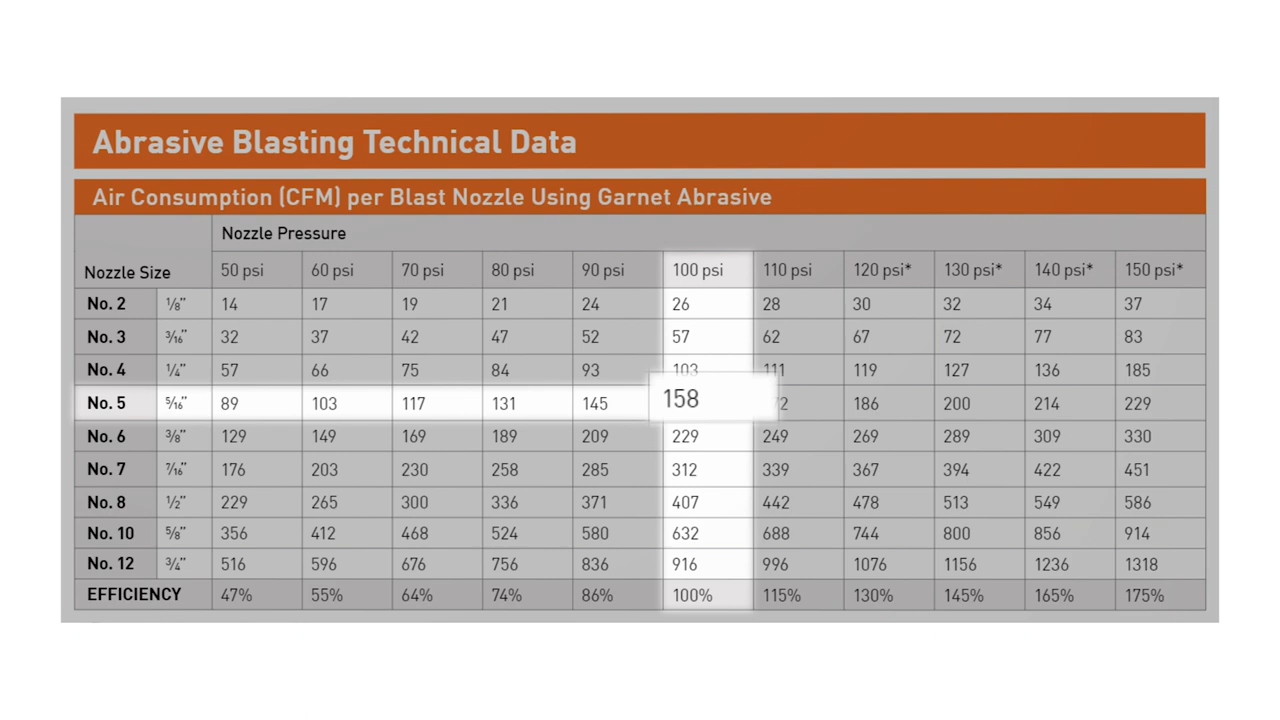 Abrasive Blasting Technical Data
Air Consumption (CFM) per Blast Nozzle Using Garnet Abrasive
Nozzle Pressure
Nozzle Size 50 psi 60 psi 70 psi 80 psi 90 psi 100 psi 110 psi 120 psi* 130 psi* 140 psi* 150 psi*
No. 2 ⅛" 14 17 19 21 24 26 28 30 32 34 37
No. 3 3/16" 32 37 42 47 52 57 62 67 72 77 83
No. 4 ¼" 57 66 75 84 93 103 111 119 127 136 185
No. 5 5/16" 89 103 117 131 145 158 186 200 214 229
No. 6 ⅜" 129 149 169 189 209 229 249 269 289 309 330
No. 7 7/16" 176 203 230 258 285 312 339 367 394 422 451
No. 8 ½" 229 265 300 336 371 407 442 478 513 549 586
No. 10 ⅝" 356 412 468 524 580 632 688 744 800 856 914
No. 12 ¾" 516 596 676 756 836 916 996 1076 1156 1236 1318
EFFICIENCY 47% 55% 64% 74% 86% 100% 115% 130% 145% 165% 175%